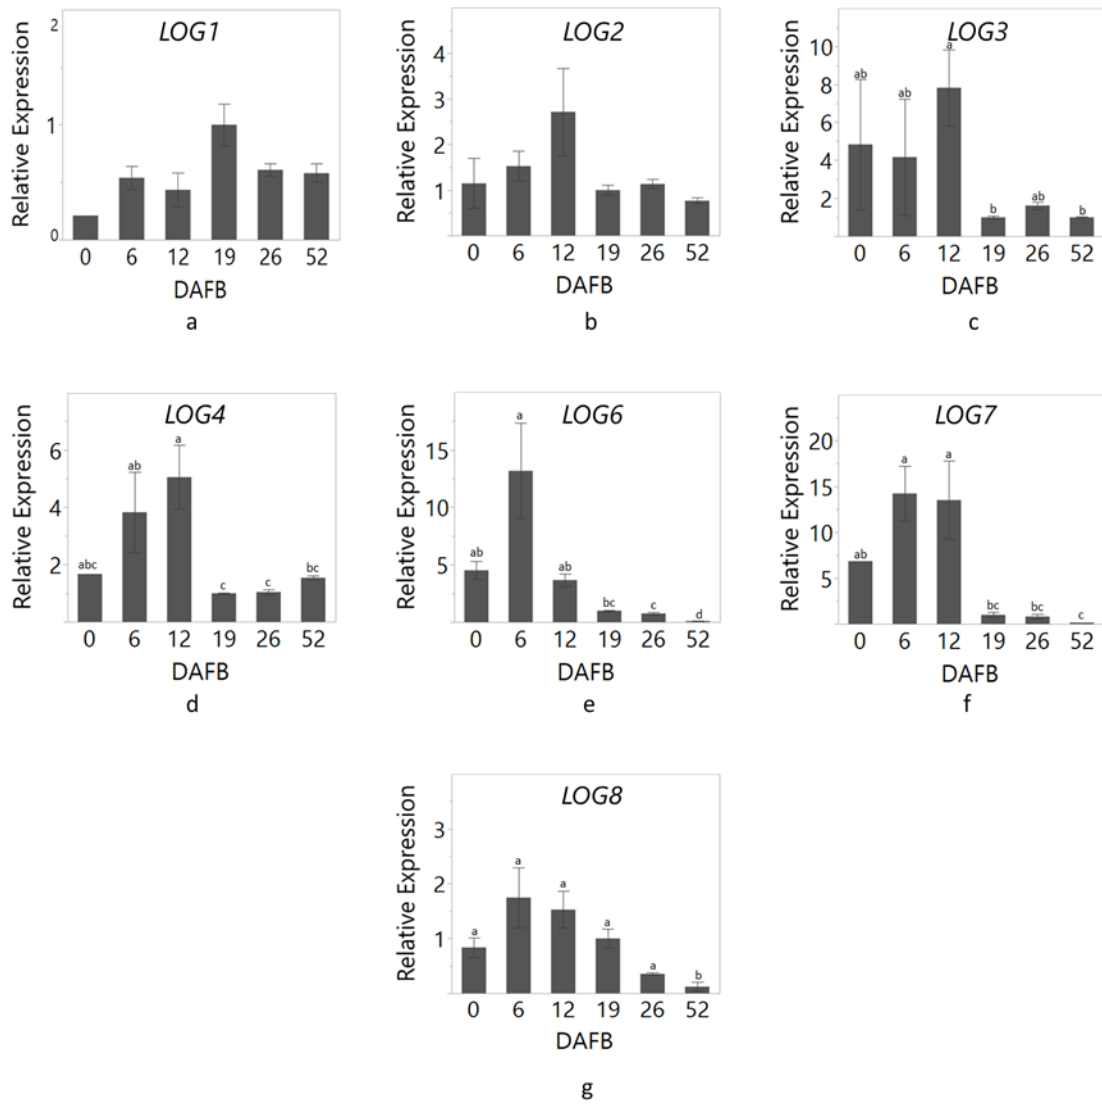 LOG1
Relative Expression
2
1
0
0 6 12 19 26 52
DAFB
a
LOG2
Relative Expression
4
3
2
1
0 6 12 19 26 52
DAFB
b
LOG3
Relative Expression
10
8
6
4
2
ab ab a b ab b
0 6 12 19 26 52
DAFB
c
LOG4
Relative Expression
6
4
2
abc ab a c c bc
0 6 12 19 26 52
DAFB
d
LOG6
Relative Expression
15
10
5
ab a ab bc c d
0 6 12 19 26 52
DAFB
e
LOG7
Relative Expression
20
15
10
5
ab a a bc bc c
0 6 12 19 26 52
DAFB
f
LOG8
Relative Expression
3
2
1
a a a a a b
0 6 12 19 26 52
DAFB
g